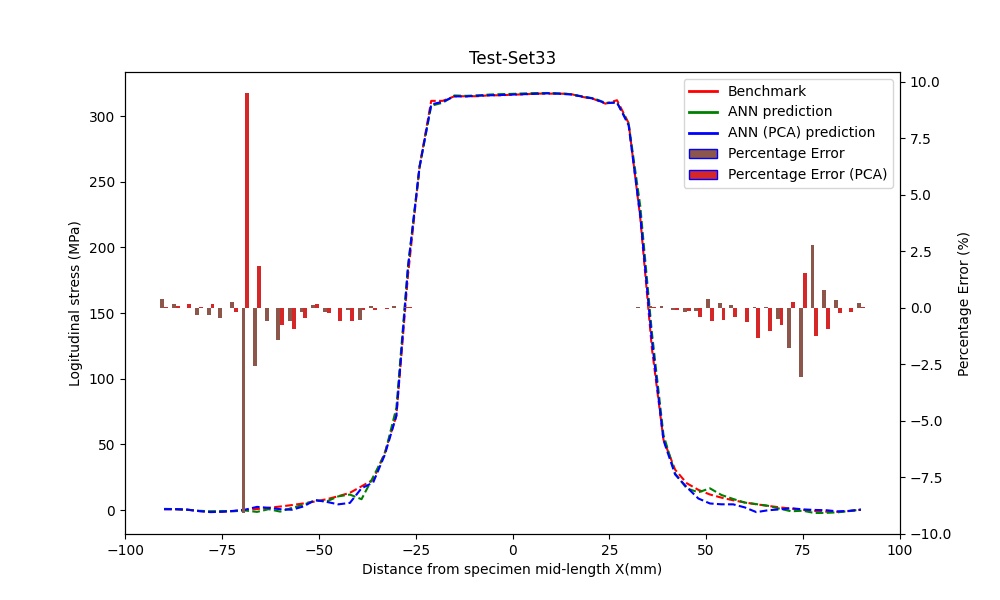 Test-Set33
Benchmark
ANN prediction
ANN (PCA) prediction
Percentage Error
Percentage Error (PCA)
Logitudinal stress (MPa)
300
250
200
150
100
50
0
10.0
7.5
5.0
2.5
0.0
−2.5
−5.0
−7.5
−10.0
Percentage Error (%)
−100 −75 −50 −25 0 25 50 75 100
Distance from specimen mid-length X(mm)